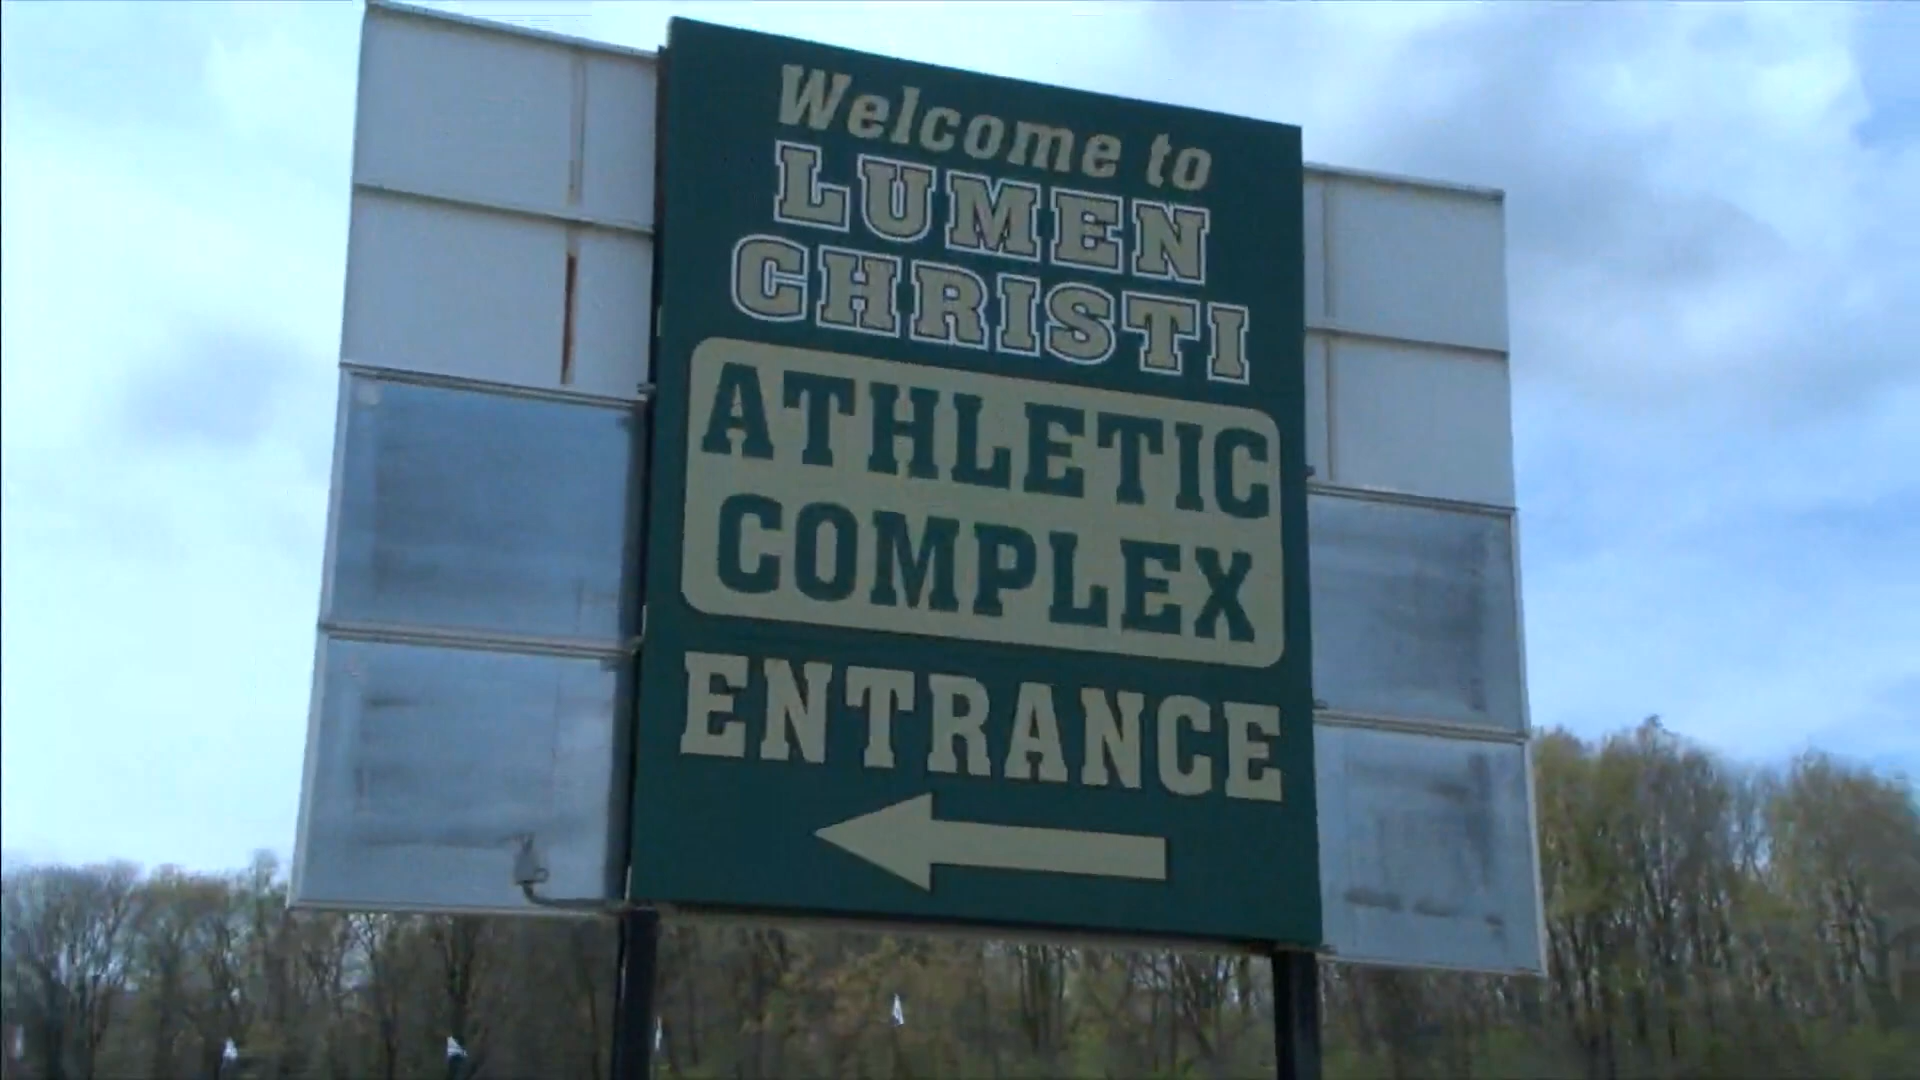 Welcome to
LUMEN
CHRISTI
ATHLETIC
COMPLEX
ENTRANCE